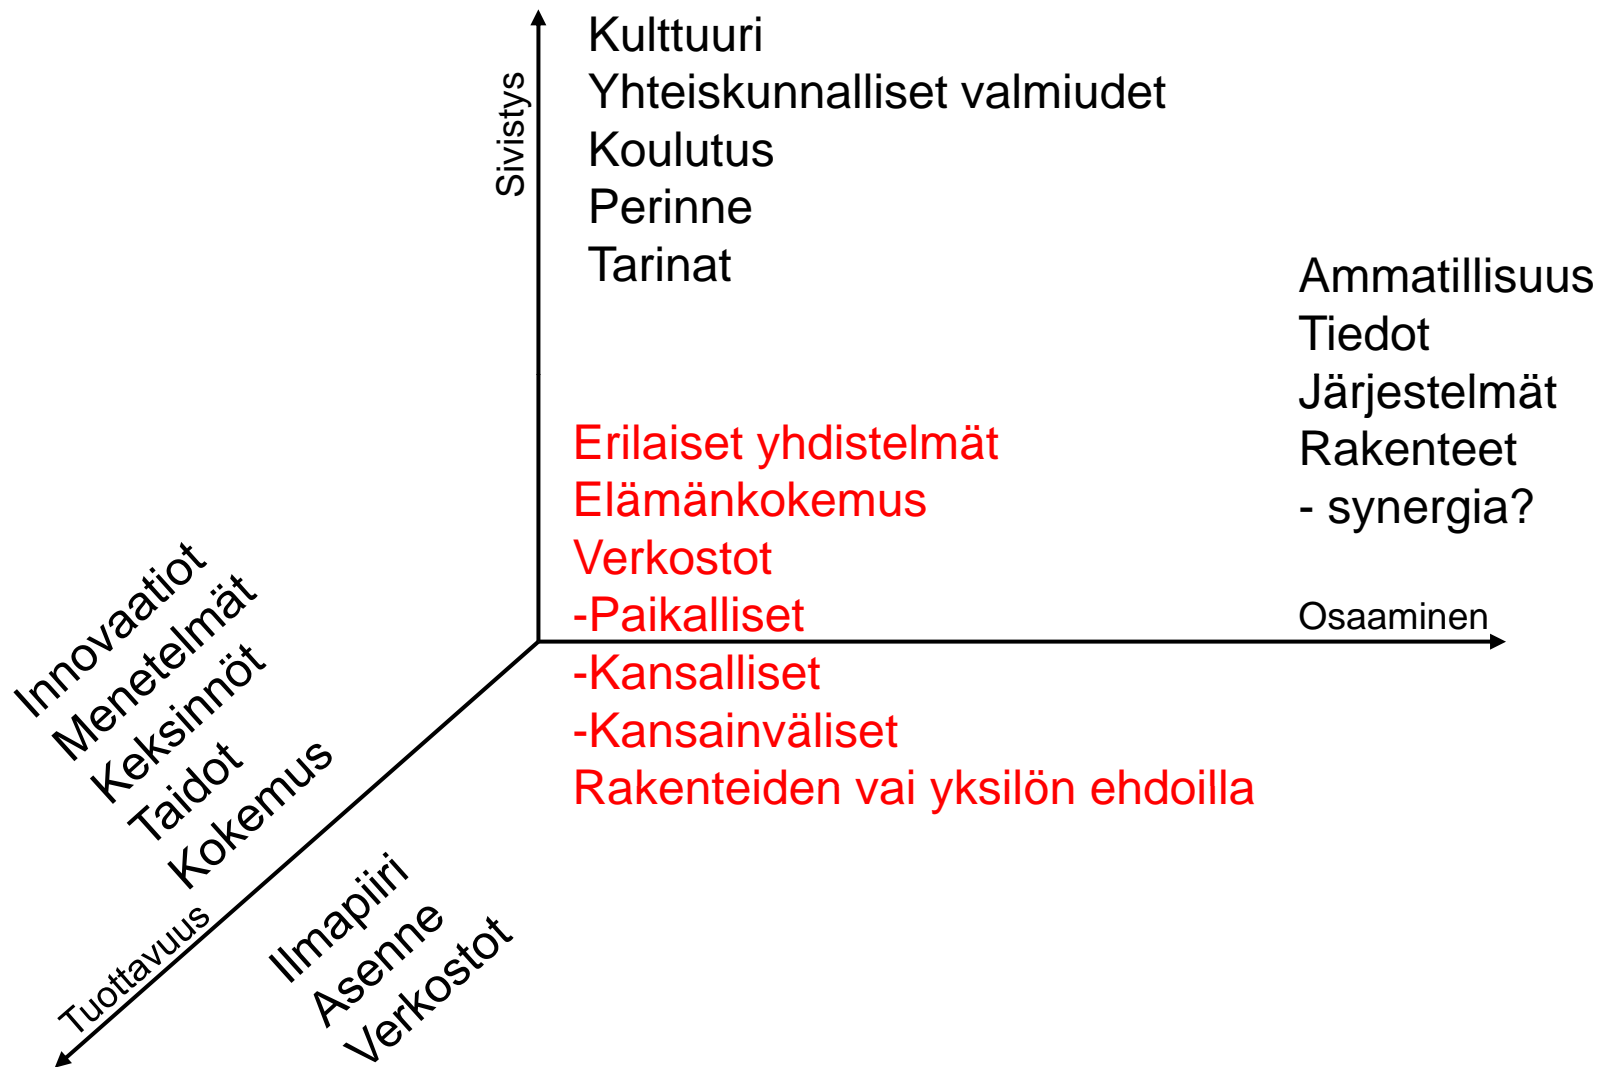 Sivistys
Kulttuuri
Yhteiskunnalliset valmiudet
Koulutus
Perinne
Tarinat
Ammatillisuus
Tiedot
Järjestelmät
Rakenteet
- synergia?
Osaaminen
Erilaiset yhdistelmät
Elämänkokemus
Verkostot
-Paikalliset
-Kansalliset
-Kansainväliset
Rakenteiden vai yksilön ehdoilla
Innovaatiot
Menetelmät
Keksinnöt
Taidot
Kokemus
Tuottavuus
Ilmapiiri
Asenne
Verkostot